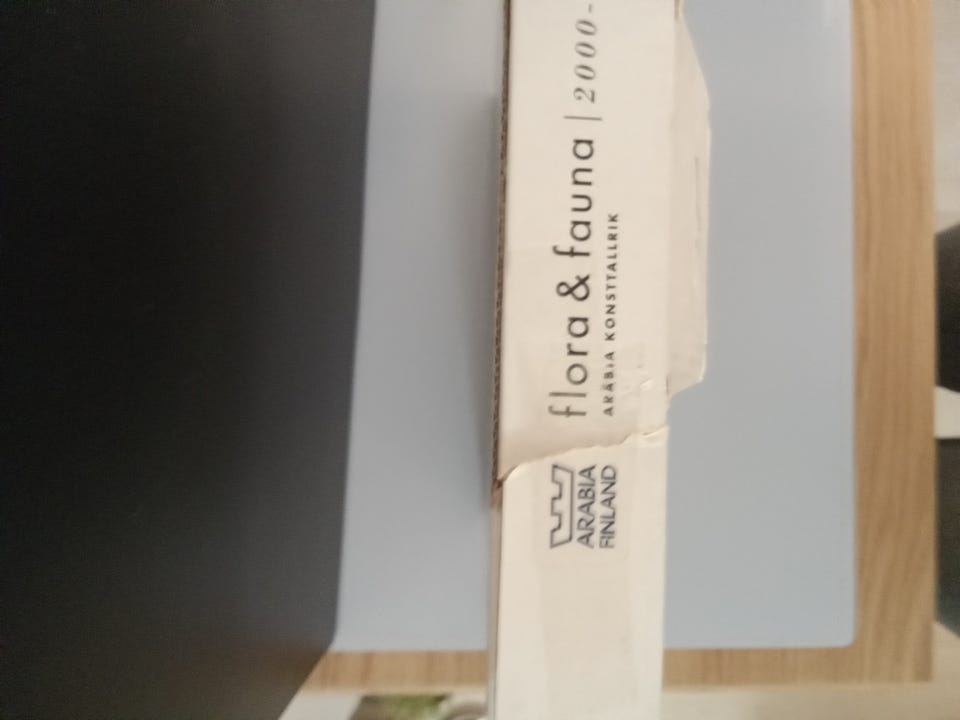 ARABIA
FINLAND
flora & fauna | 2000-
ARABIA KONSTTALLRIK